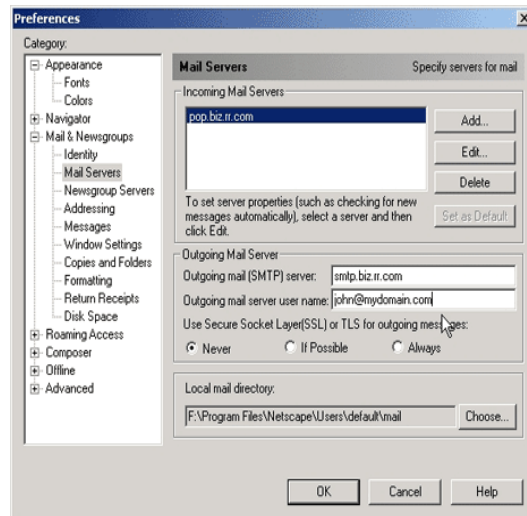 Preferences
Category:
Appearance
Fonts
Colors
Navigator
Mail & Newsgroups
Identity
Mail Servers
Newsgroup Servers
Addressing
Messages
Window Settings
Copies and Folders
Formatting
Return Receipts
Disk Space
Roaming Access
Composer
Offline
Advanced
Mail Servers Specify servers for mail
Incoming Mail Servers
pop.biz.rr.com
Add...
Edit...
Delete
Set as Default
To set server properties (such as checking for new
messages automatically), select a server and then
click Edit.
Outgoing Mail Server
Outgoing mail (SMTP) server: smtp.biz.rr.com
Outgoing mail server user name: john@mydomain.com
Use Secure Socket Layer(SSL) or TLS for outgoing messages:
Never If Possible Always
Local mail directory:
F:\Program Files\Netscape\Users\default\mail Choose...
OK Cancel Help